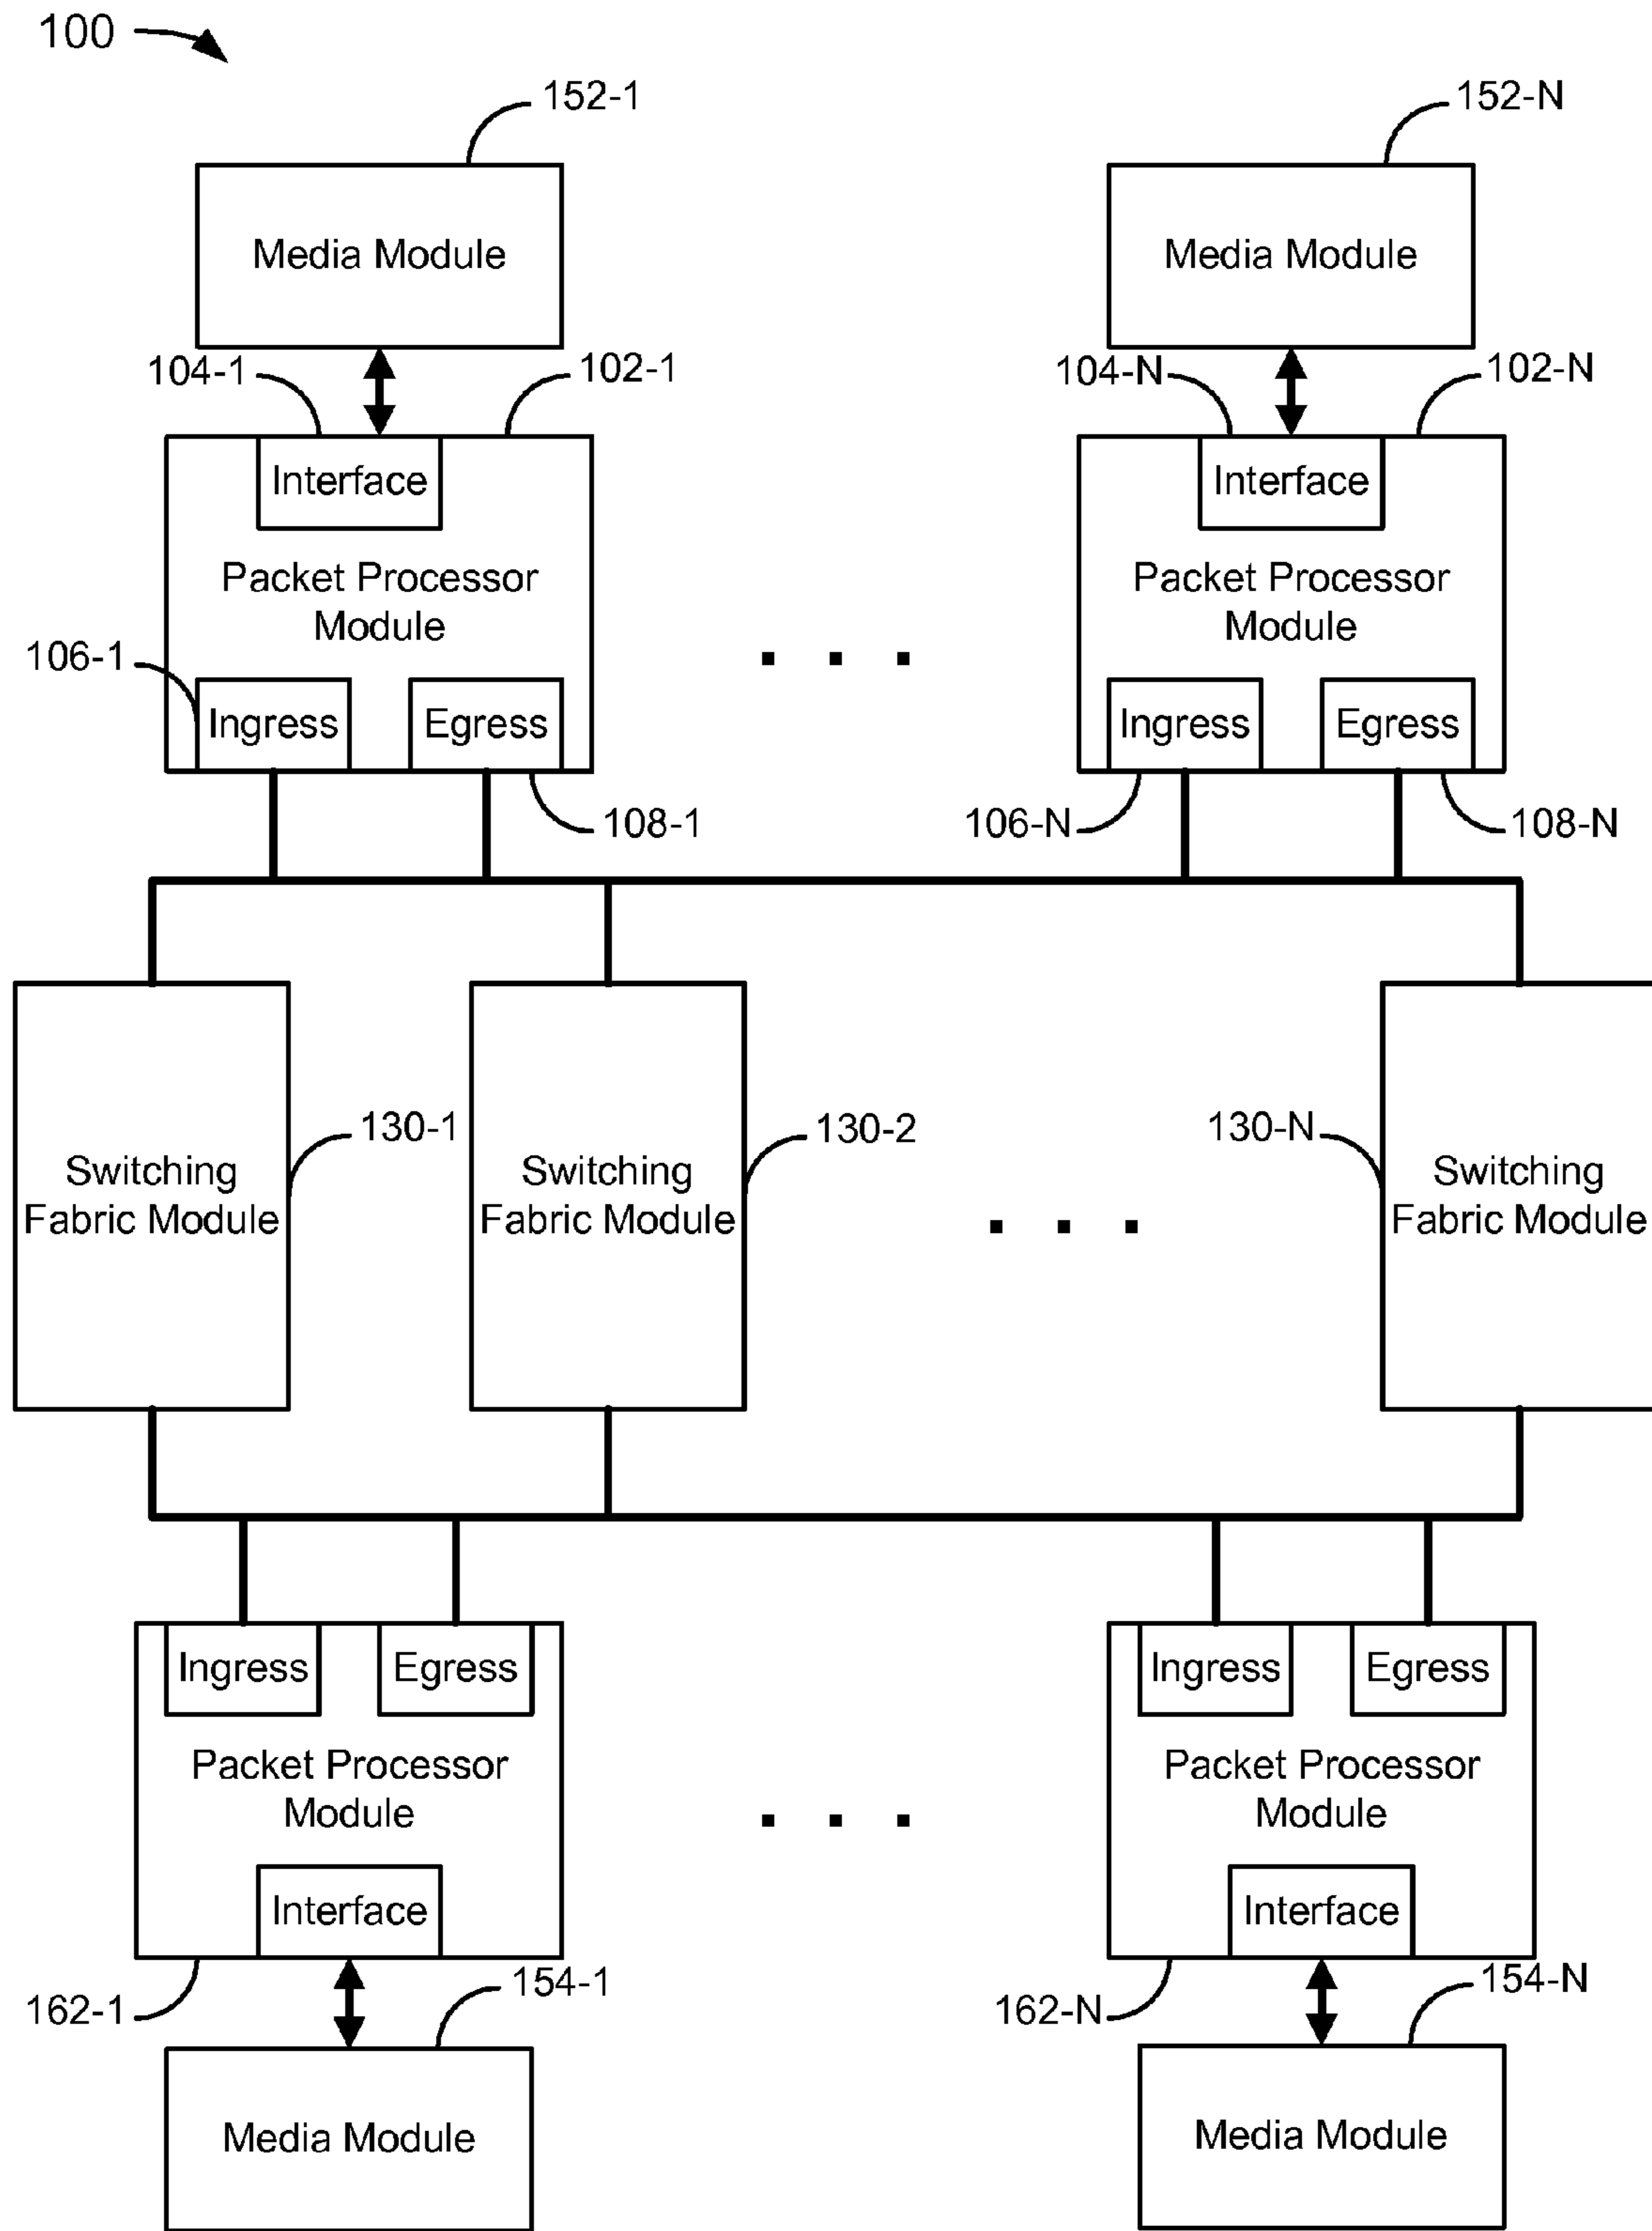 100
152-1
152-N
Media Module
Media Module
104-1
102-1
104-N
102-N
Interface
Interface
Packet Processor
Module
Packet Processor
Module
106-1
Ingress
Egress
Ingress
Egress
108-1
106-N
108-N
130-1
130-2
130-N
Switching
Fabric Module
Switching
Fabric Module
Switching
Fabric Module
Ingress
Egress
Ingress
Egress
Packet Processor
Module
Packet Processor
Module
Interface
Interface
162-1
154-1
162-N
154-N
Media Module
Media Module